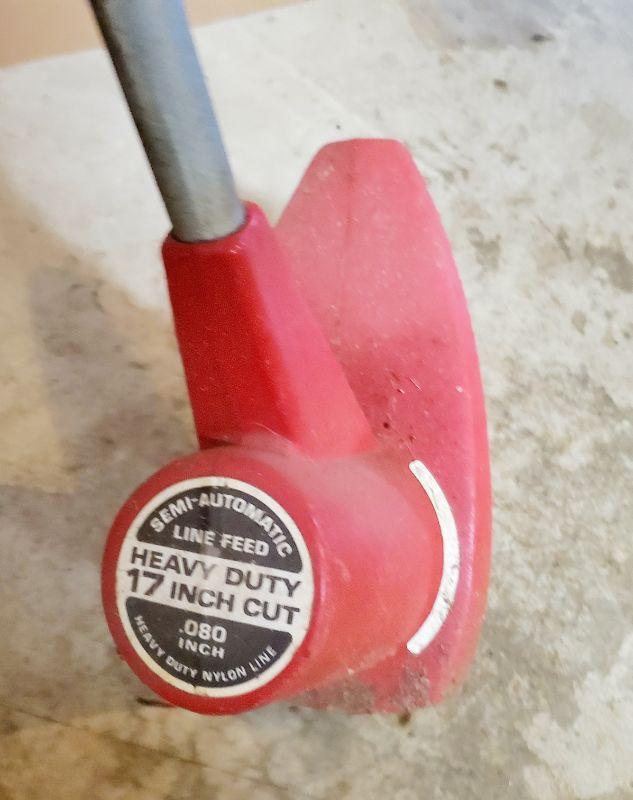 SEMI-AUTOMATIC
LINE FEED
HEAVY DUTY
17 INCH CUT
.080
INCH
HEAVY DUTY NYLON LINE